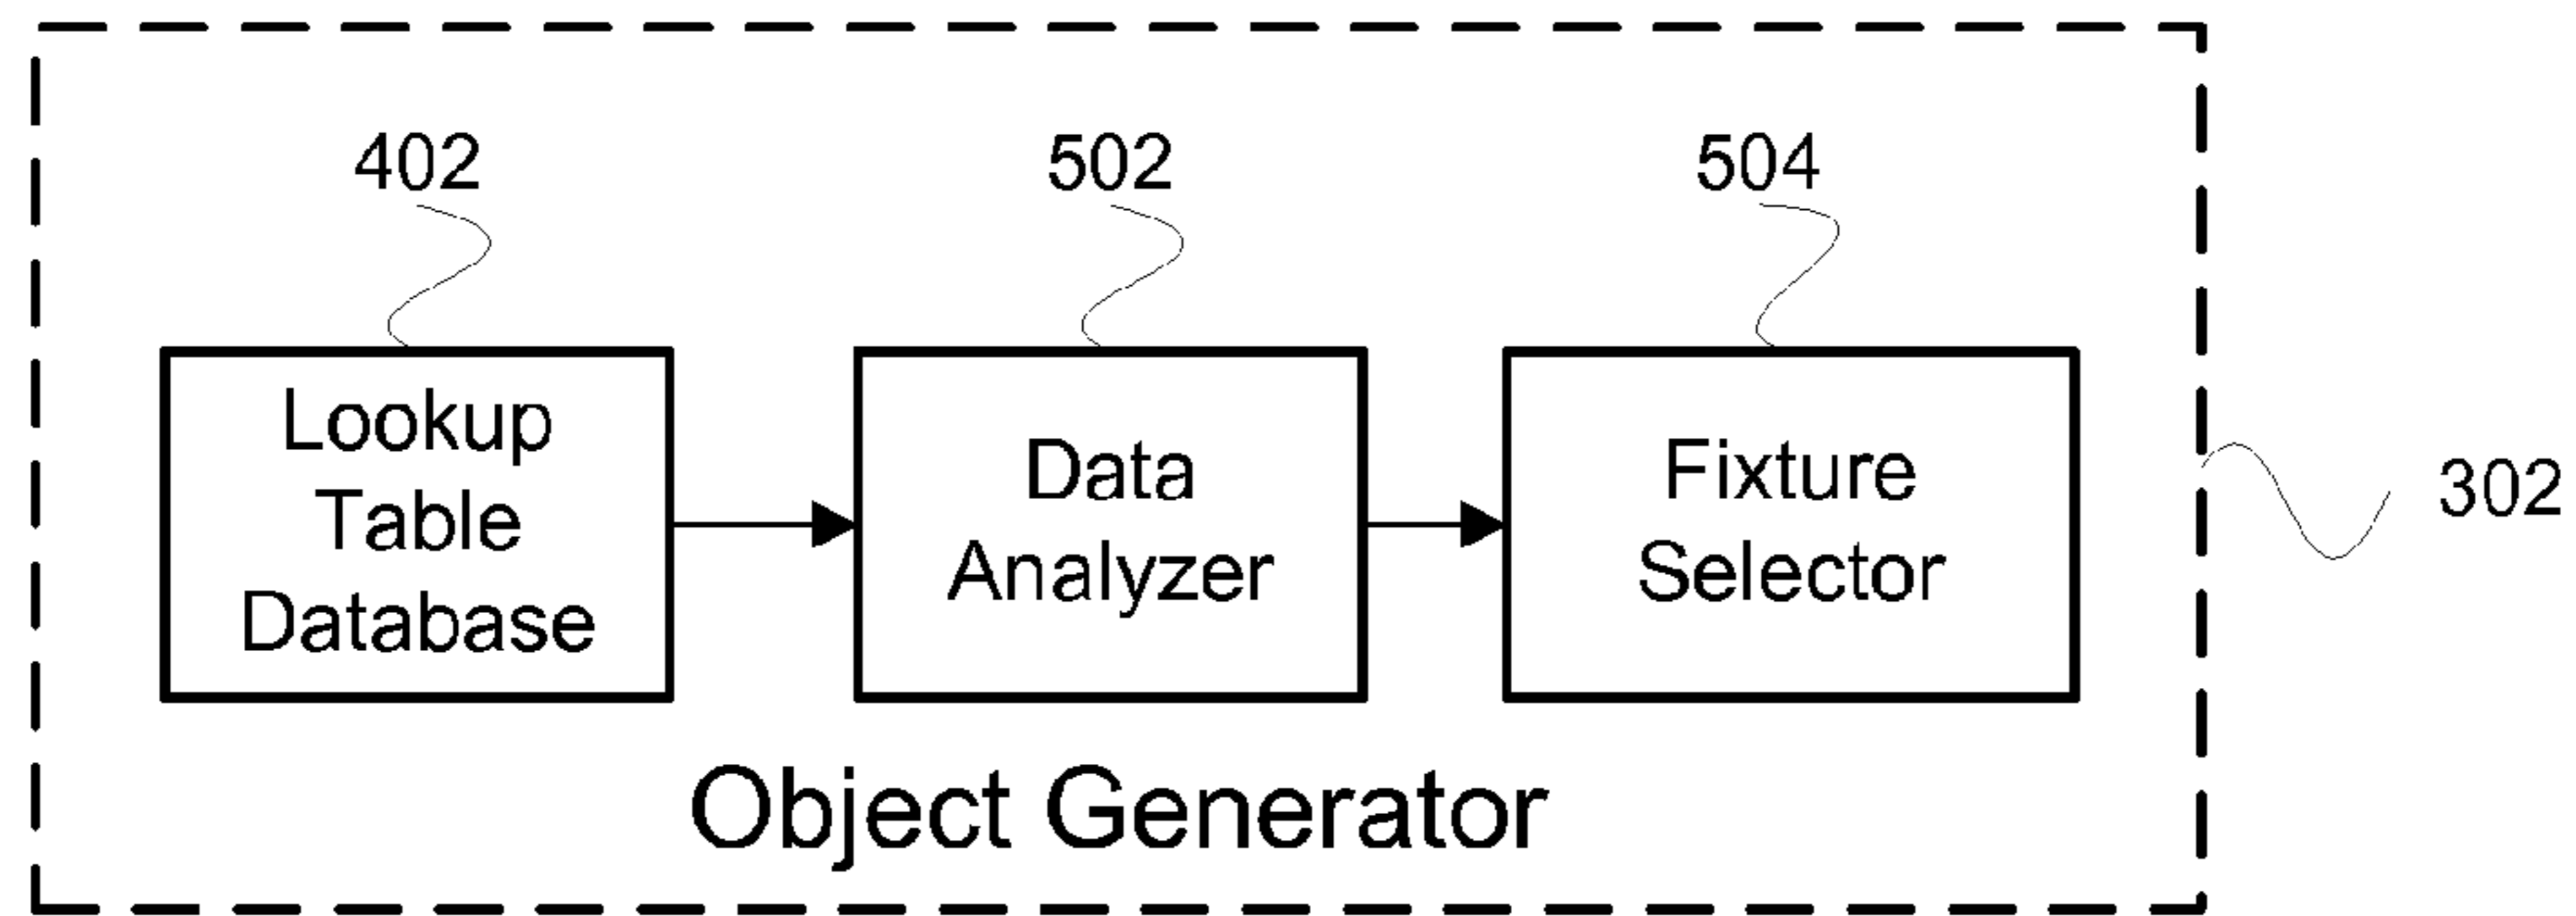 402
502
504
Lookup
Table
Database
Data
Analyzer
Fixture
Selector
302
Object Generator